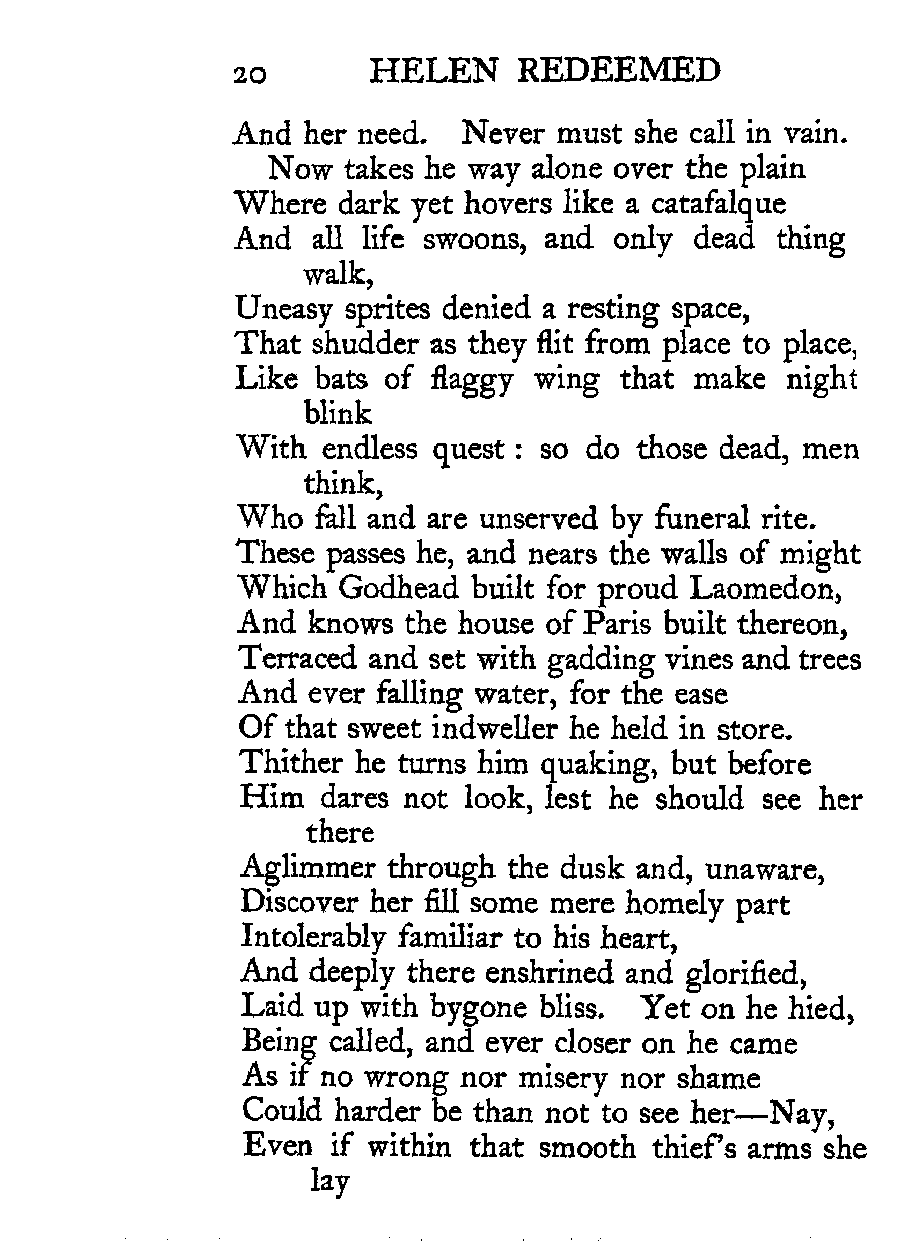 20 HELEN REDEEMED
And her need. Never must she call in vain.
Now takes he way alone over the plain
Where dark yet hovers like a catafalque
And all life swoons, and only dead thing
walk,
Uneasy sprites denied a resting space,
That shudder as they flit from place to place,
Like bats of flaggy wing that make night
blink
With endless quest : so do those dead, men
think,
Who fall and are unserved by funeral rite.
These passes he, and nears the walls of might
Which Godhead built for proud Laomedon,
And knows the house of Paris built thereon,
Terraced and set with gadding vines and trees
And ever falling water, for the ease
Of that sweet indweller he held in store.
Thither he turns him quaking, but before
Him dares not look, lest he should see her
there
Aglimmer through the dusk and, unaware,
Discover her fill some mere homely part
Intolerably familiar to his heart,
And deeply there enshrined and glorified,
Laid up with bygone bliss. Yet on he hied,
Being called, and ever closer on he came
As if no wrong nor misery nor shame
Could harder be than not to see her—Nay,
Even if within that smooth thief's arms she
lay